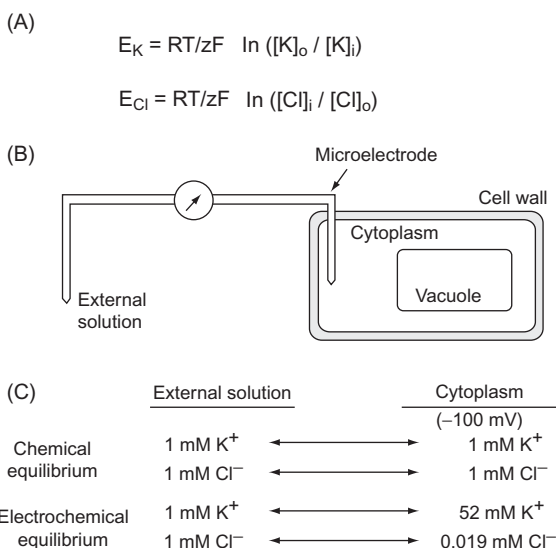 (A)
E_K = RT/zF ln ([K]_o / [K]_i)
E_Cl = RT/zF ln ([Cl]_i / [Cl]_o)
(B)
Microelectrode
Cell wall
Cytoplasm
External
solution
Vacuole
(C)
External solution Cytoplasm
(−100 mV)
Chemical
equilibrium
1 mM K⁺ 1 mM K⁺
1 mM Cl⁻ 1 mM Cl⁻
Electrochemical
equilibrium
1 mM K⁺ 52 mM K⁺
1 mM Cl⁻ 0.019 mM Cl⁻